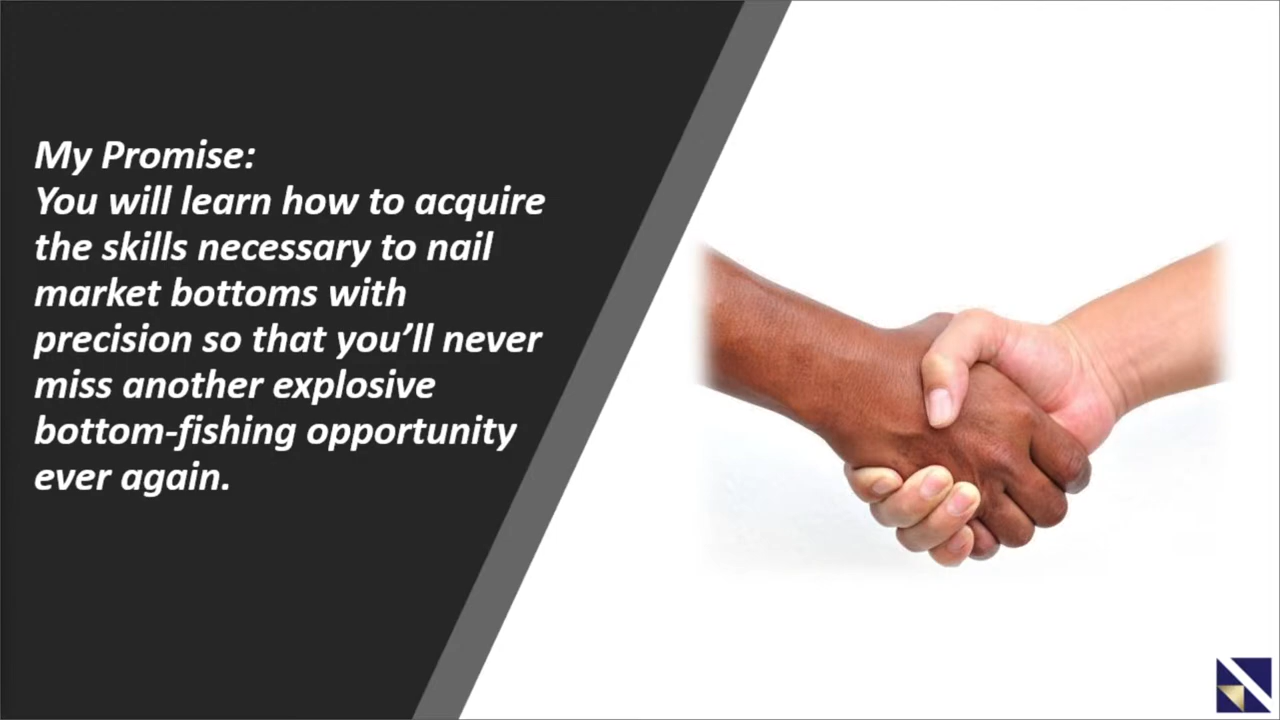 My Promise:
You will learn how to acquire
the skills necessary to nail
market bottoms with
precision so that you’ll never
miss another explosive
bottom-fishing opportunity
ever again.